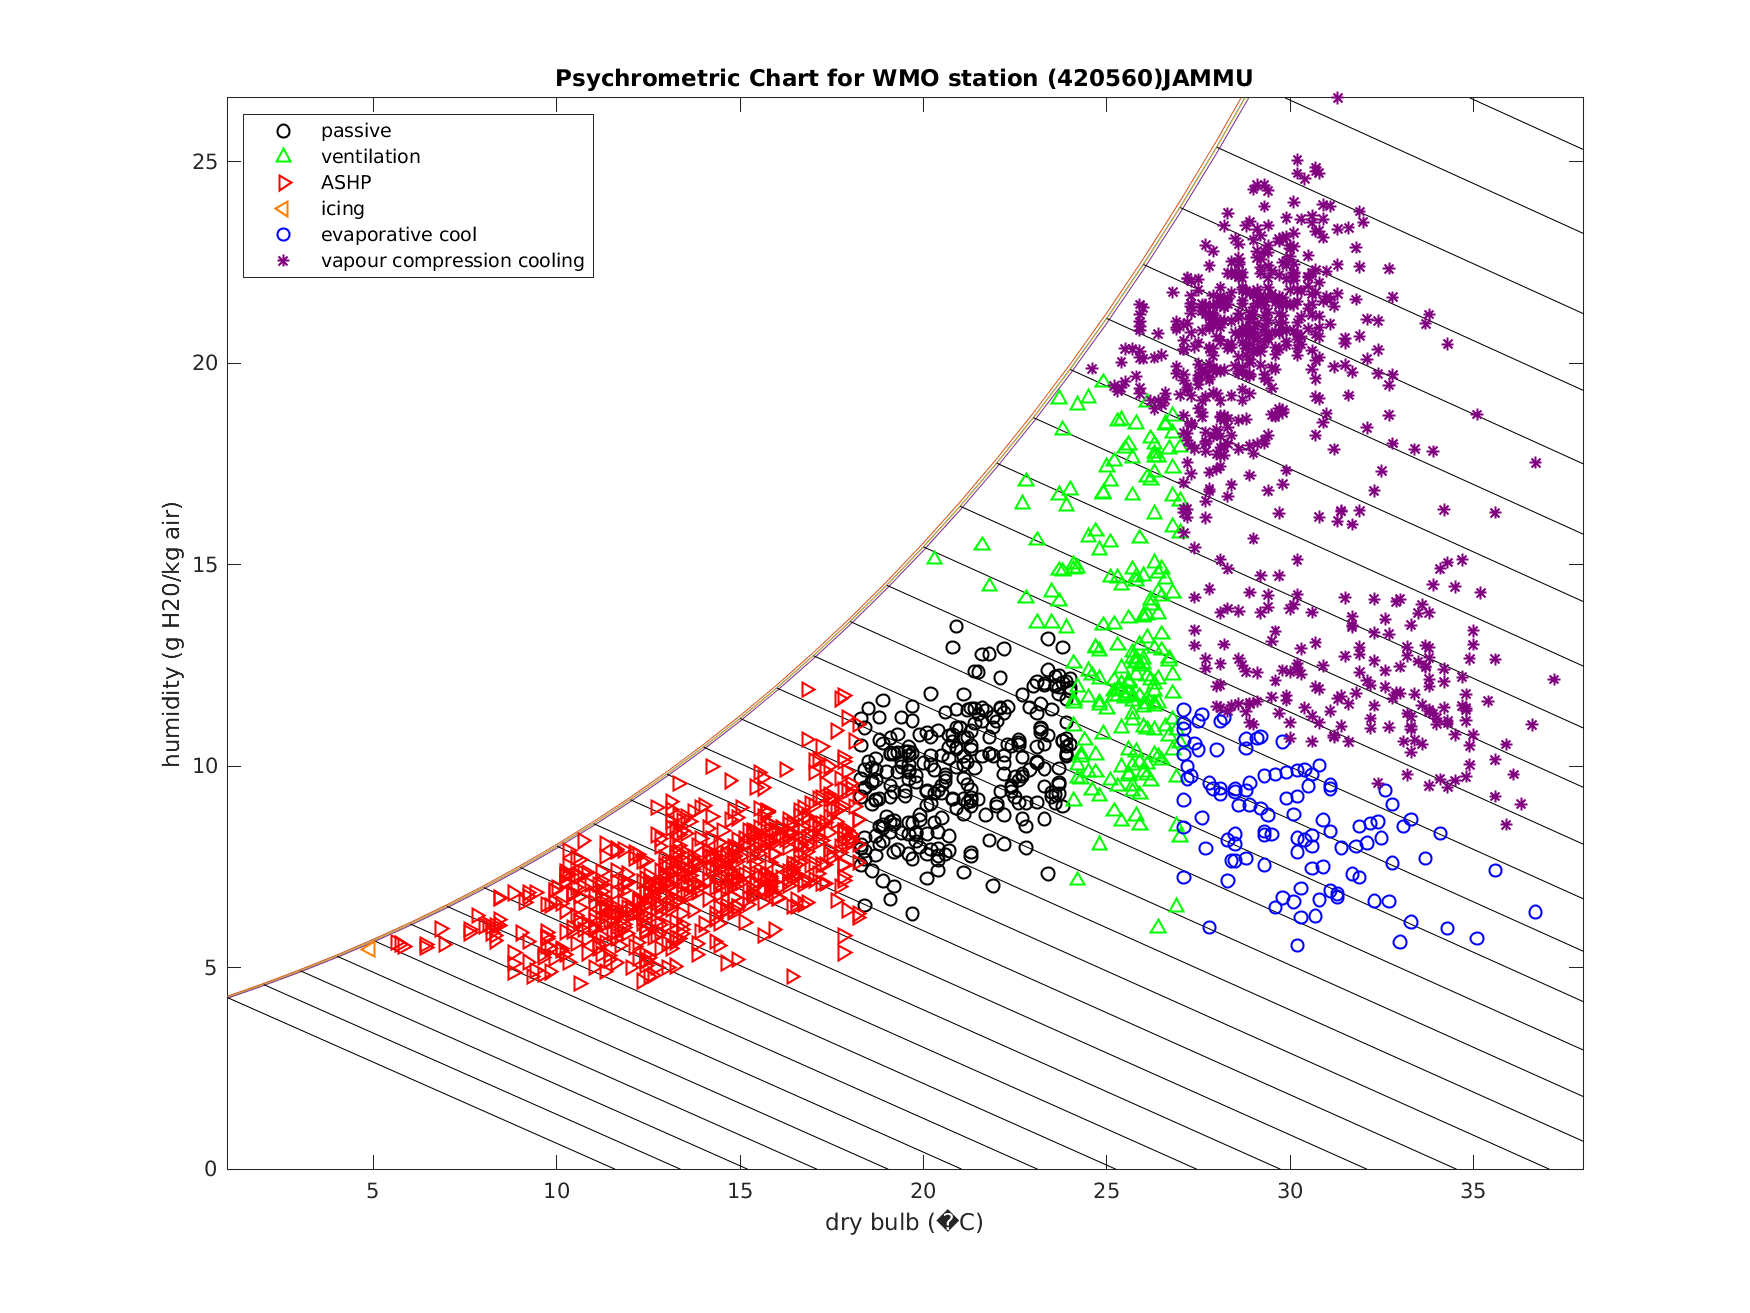 Psychrometric Chart for WMO station (420560)JAMMU
passive
ventilation
ASHP
icing
evaporative cool
vapour compression cooling
humidity (g H20/kg air)
25
20
15
10
5
0
5
10
15
20
25
30
35
dry bulb (�C)